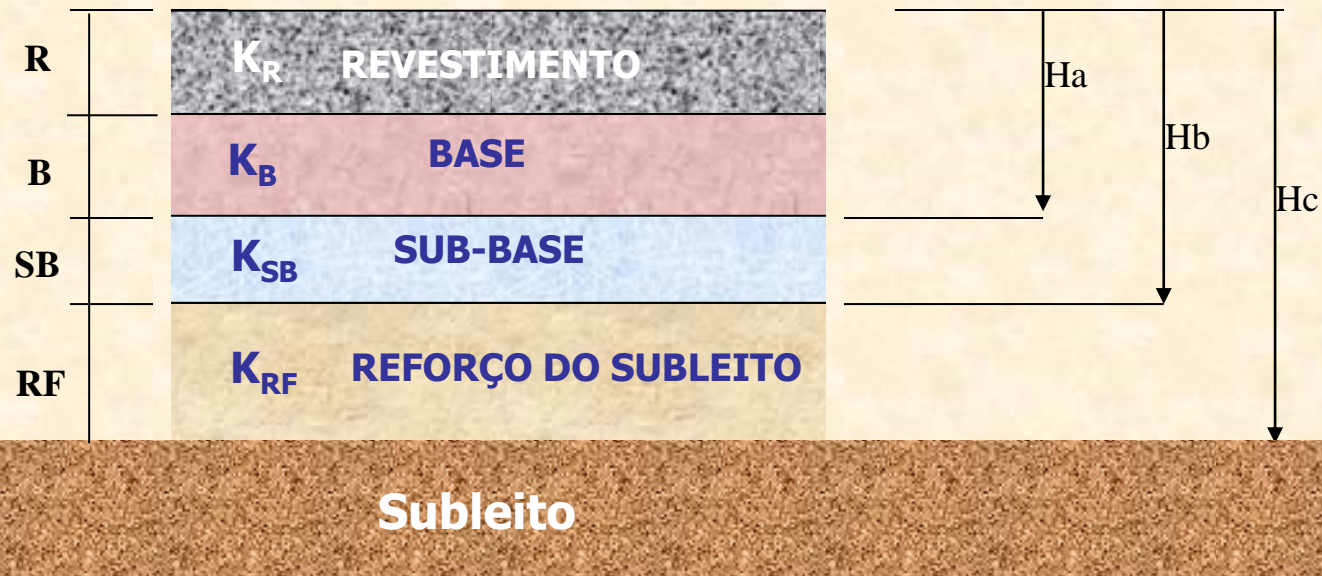 R
K_R REVESTIMENTO
Ha
B
K_B BASE
Hb
Hc
SB
K_SB SUB-BASE
RF
K_RF REFORÇO DO SUBLEITO
Subleito